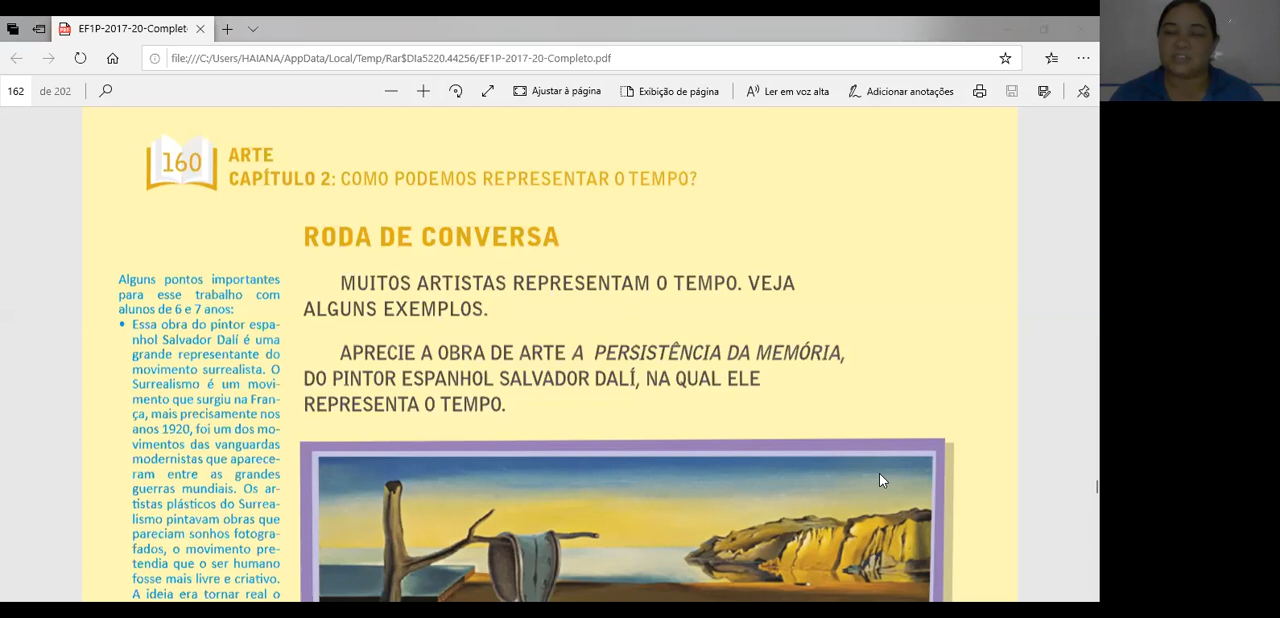 EF1P-2017-20-Complet
file:///C:/Users/HAIANA/AppData/Local/Temp/Rar$DIa5220.44256/EF1P-2017-20-Completo.pdf
162 de 202
Ajustar à página
Exibição de página
Ler em voz alta
Adicionar anotações
160
ARTE
CAPÍTULO 2: COMO PODEMOS REPRESENTAR O TEMPO?
RODA DE CONVERSA
MUITOS ARTISTAS REPRESENTAM O TEMPO. VEJA
ALGUNS EXEMPLOS.
APRECIE A OBRA DE ARTE A PERSISTÊNCIA DA MEMÓRIA,
DO PINTOR ESPANHOL SALVADOR DALÍ, NA QUAL ELE
REPRESENTA O TEMPO.
Alguns pontos importantes
para esse trabalho com
alunos de 6 e 7 anos:
• Essa obra do pintor espa-
nhol Salvador Dalí é uma
grande representante do
movimento surrealista. O
Surrealismo é um movi-
mento que surgiu na Fran-
ça, mais precisamente nos
anos 1920, foi um dos mo-
vimentos das vanguardas
modernistas que aparece-
ram entre as grandes
guerras mundiais. Os ar-
tistas plásticos do Surrea-
lismo pintavam obras que
pareciam sonhos fotogra-
fados, o movimento pre-
tendia que o ser humano
fosse mais livre e criativo.
A ideia era tornar real o